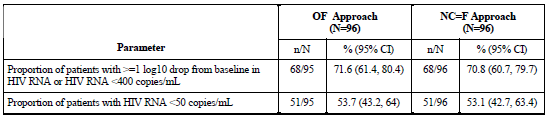 OF Approach (N=96) NC=F Approach (N=96)
Parameter n/N % (95% CI) n/N % (95% CI)
Proportion of patients with >=1 log10 drop from baseline in
HIV RNA or HIV RNA <400 copies/mL 68/95 71.6 (61.4, 80.4) 68/96 70.8 (60.7, 79.7)
Proportion of patients with HIV RNA <50 copies/mL 51/95 53.7 (43.2, 64) 51/96 53.1 (42.7, 63.4)